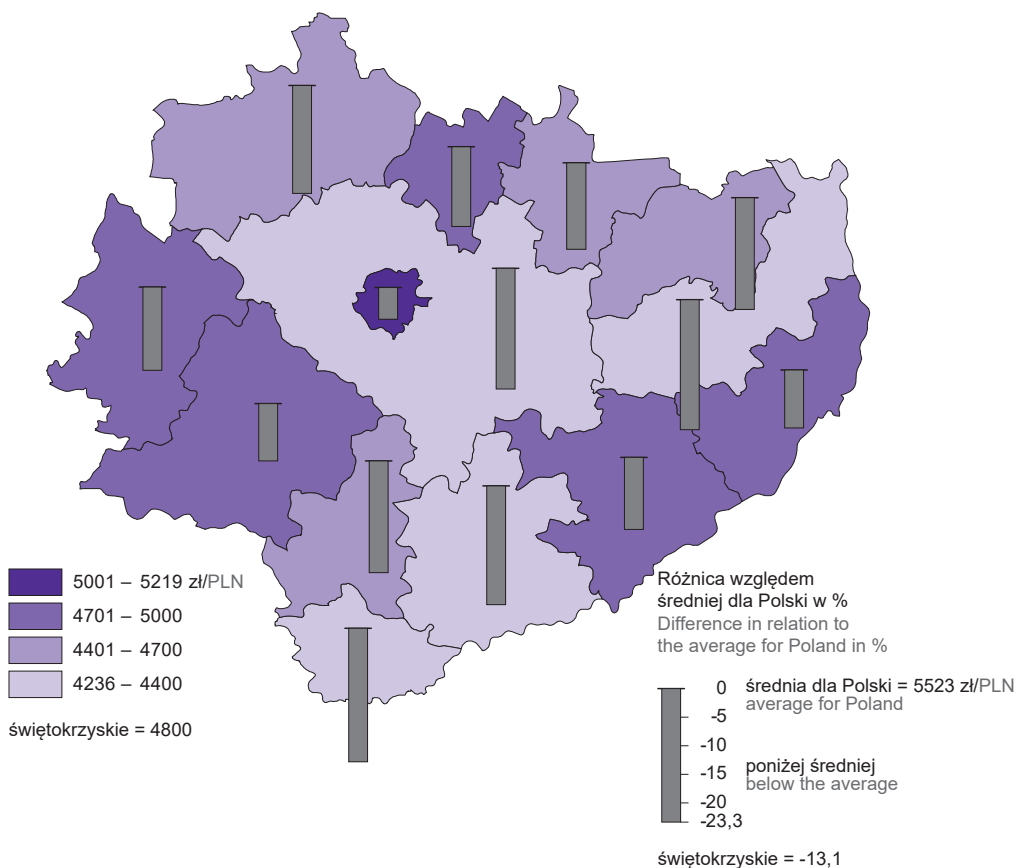 5001 – 5219 zł/PLN
4701 – 5000
4401 – 4700
4236 – 4400
świętokrzyskie = 4800
Różnica względem
średniej dla Polski w %
Difference in relation to
the average for Poland in %
0
-5
-10
-15
-20
-23,3
średnia dla Polski = 5523 zł/PLN
average for Poland
poniżej średniej
below the average
świętokrzyskie = -13,1